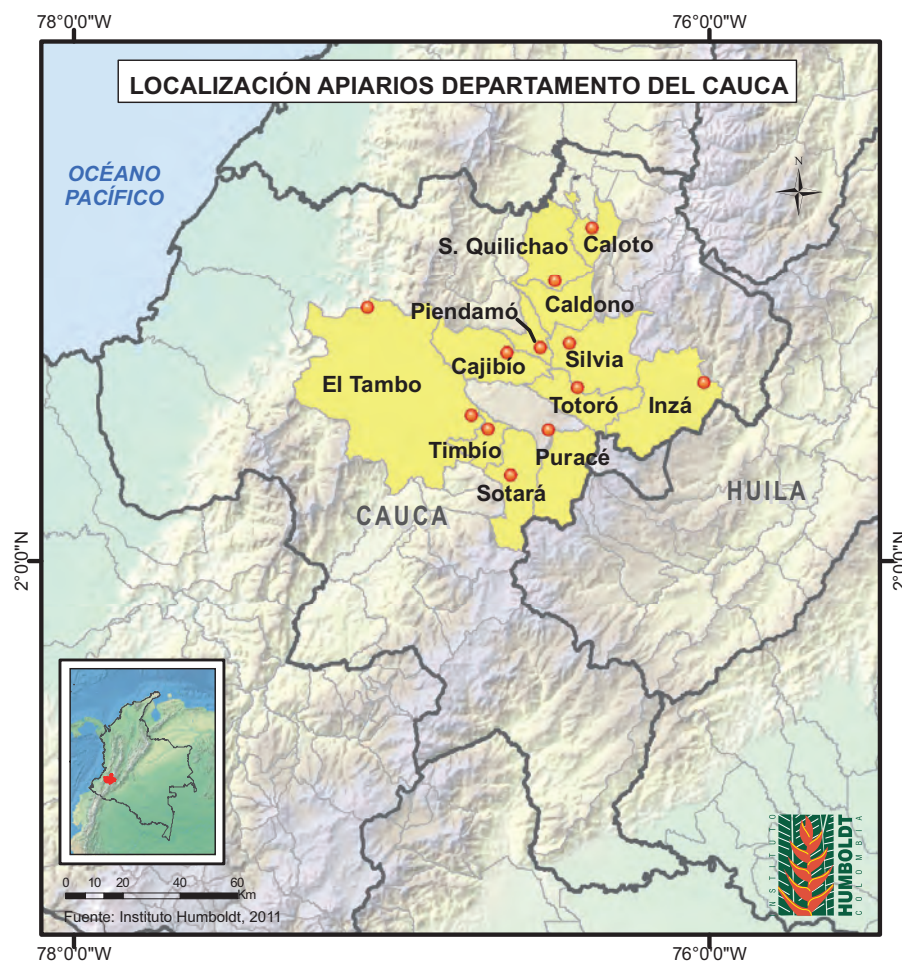 78°0'0"W
76°0'0"W
LOCALIZACIÓN APIARIOS DEPARTAMENTO DEL CAUCA
OCÉANO
PACÍFICO
N
S. Quilichao
Caloto
Piendamó
Caldono
Cajibío
Silvia
El Tambo
Totoró
Inzá
Timbío
Puracé
Sotará
CAUCA
HUILA
2°0'0"N
2°0'0"N
0 10 20 40 60
Km
Fuente: Instituto Humboldt, 2011
INSTITUTO
HUMBOLDT
COLOMBIA
78°0'0"W
76°0'0"W